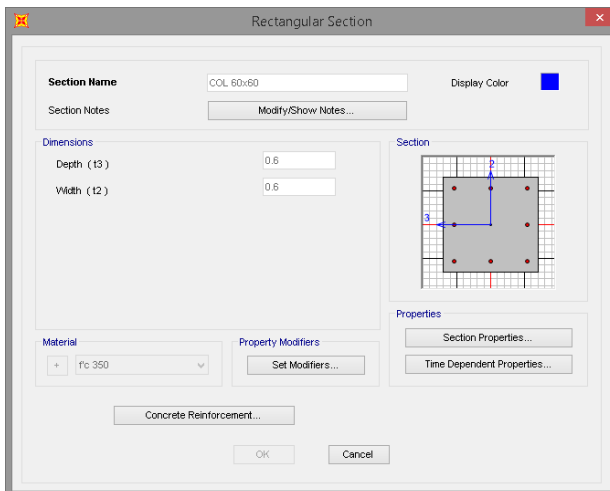 Rectangular Section
Section Name COL 60x60 Display Color
Section Notes Modify/Show Notes...
Dimensions
Depth ( t3 ) 0.6
Width ( t2 ) 0.6
Section
2
3
Properties
Section Properties...
Time Dependent Properties...
Material
+ f'c 350
Property Modifiers
Set Modifiers...
Concrete Reinforcement...
OK Cancel